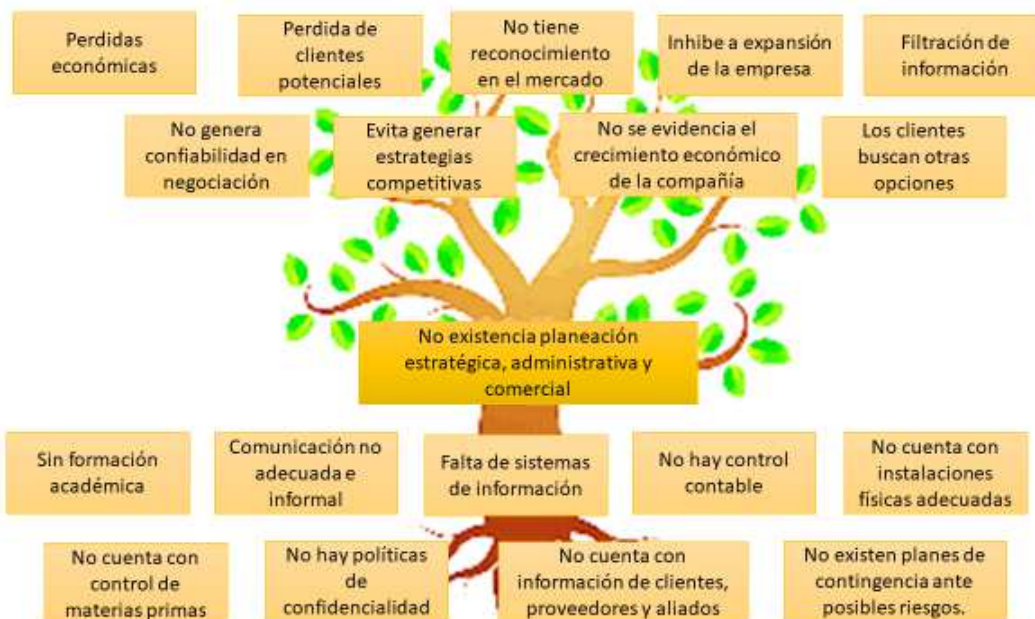 Perdidas
económicas
Perdida de
clientes
potenciales
No tiene
reconocimiento
en el mercado
Inhibe a expansión
de la empresa
Filtración de
información
No genera
confiabilidad en
negociación
Evita generar
estrategias
competitivas
No se evidencia el
crecimiento económico
de la compañía
Los clientes
buscan otras
opciones
No existencia planeación
estratégica, administrativa y
comercial
Sin formación
académica
Comunicación no
adecuada e
informal
Falta de sistemas
de información
No hay control
contable
No cuenta con
instalaciones
físicas adecuadas
No cuenta con
control de
materias primas
No hay políticas
de
confidencialidad
No cuenta con
información de clientes,
proveedores y aliados
No existen planes de
contingencia ante
posibles riesgos.